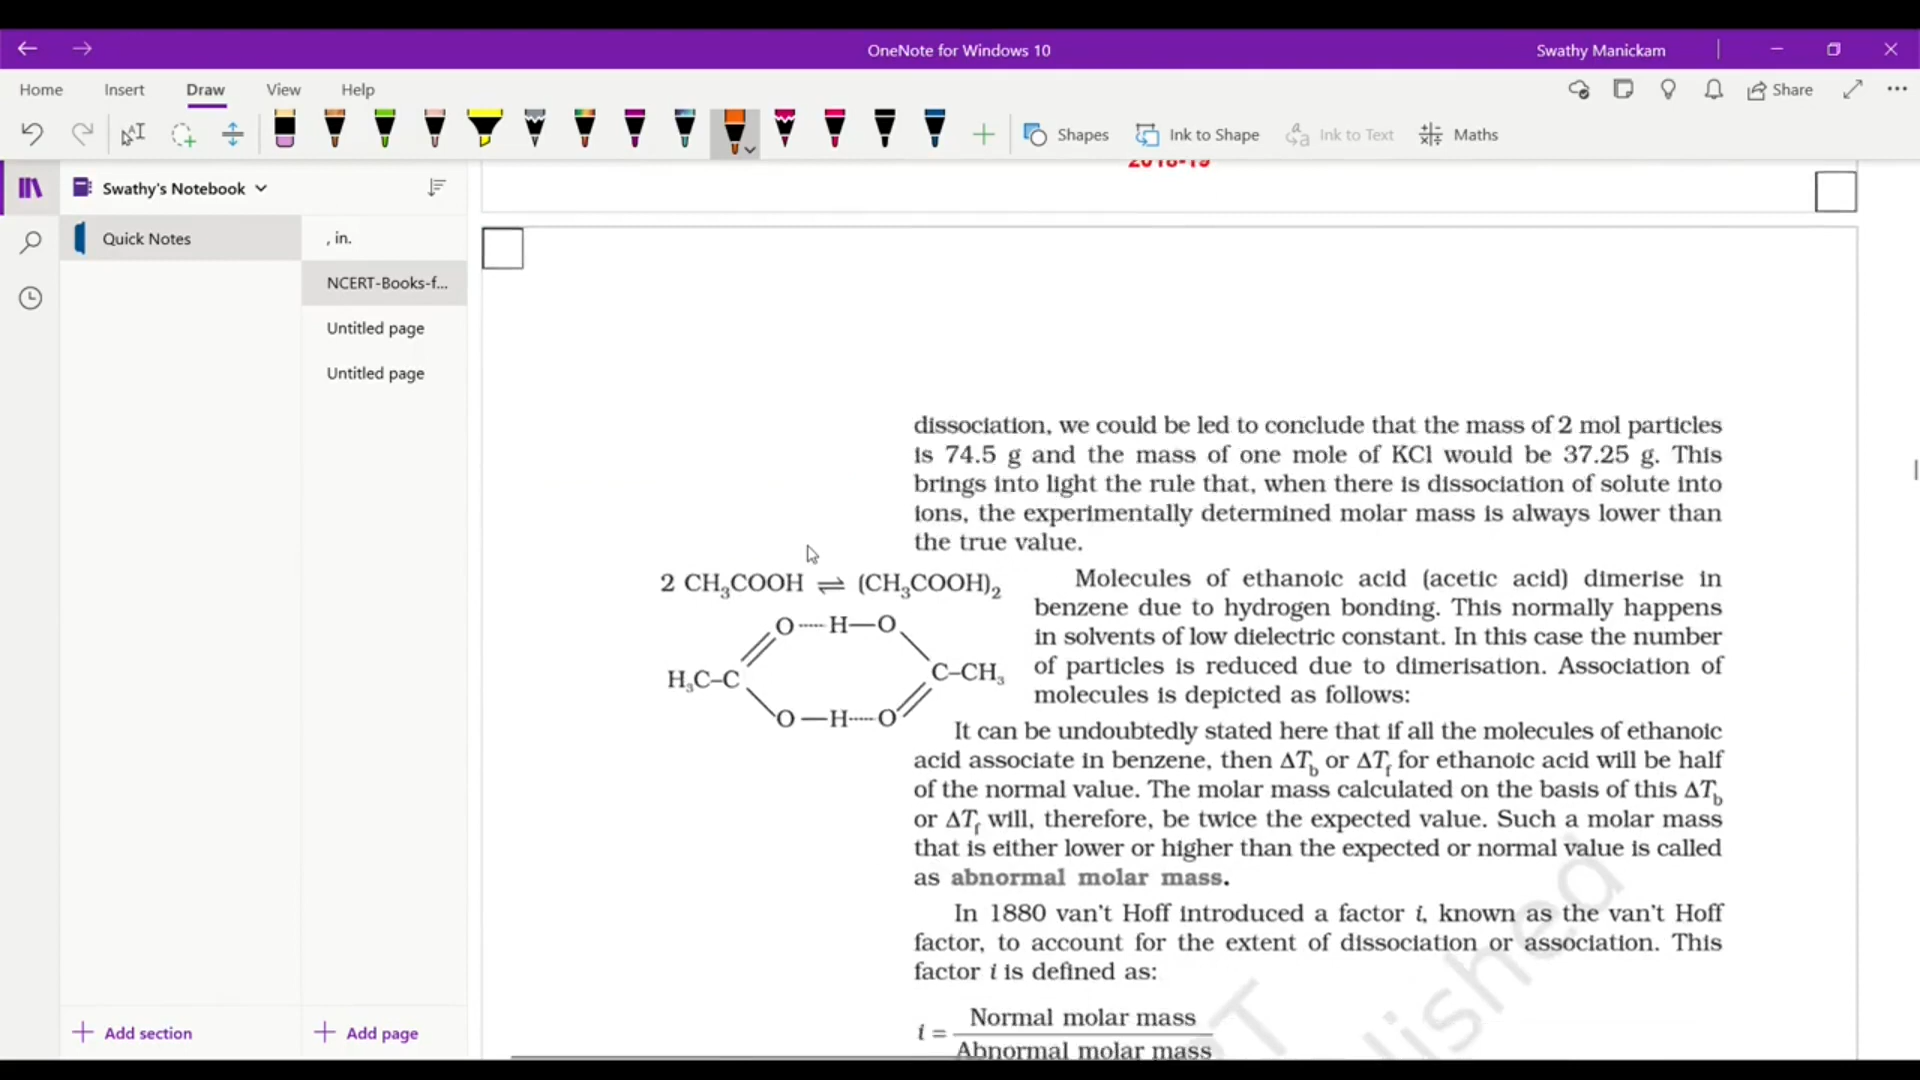 OneNote for Windows 10
Swathy Manickam
Home Insert Draw View Help
Share
Shapes Ink to Shape Ink to Text Maths
Swathy's Notebook
Quick Notes
, in.
NCERT-Books-f...
Untitled page
Untitled page
Add section
Add page
2018-19
dissociation, we could be led to conclude that the mass of 2 mol particles
is 74.5 g and the mass of one mole of KCl would be 37.25 g. This
brings into light the rule that, when there is dissociation of solute into
ions, the experimentally determined molar mass is always lower than
the true value.
2 CH₃COOH ⇌ (CH₃COOH)₂
O ---- H—O
H₃C–C
C–CH₃
O —H----O
Molecules of ethanoic acid (acetic acid) dimerise in
benzene due to hydrogen bonding. This normally happens
in solvents of low dielectric constant. In this case the number
of particles is reduced due to dimerisation. Association of
molecules is depicted as follows:
It can be undoubtedly stated here that if all the molecules of ethanoic
acid associate in benzene, then ΔT_b or ΔT_f for ethanoic acid will be half
of the normal value. The molar mass calculated on the basis of this ΔT_b
or ΔT_f will, therefore, be twice the expected value. Such a molar mass
that is either lower or higher than the expected or normal value is called
as abnormal molar mass.
In 1880 van't Hoff introduced a factor i, known as the van't Hoff
factor, to account for the extent of dissociation or association. This
factor i is defined as:
i = Normal molar mass
Abnormal molar mass